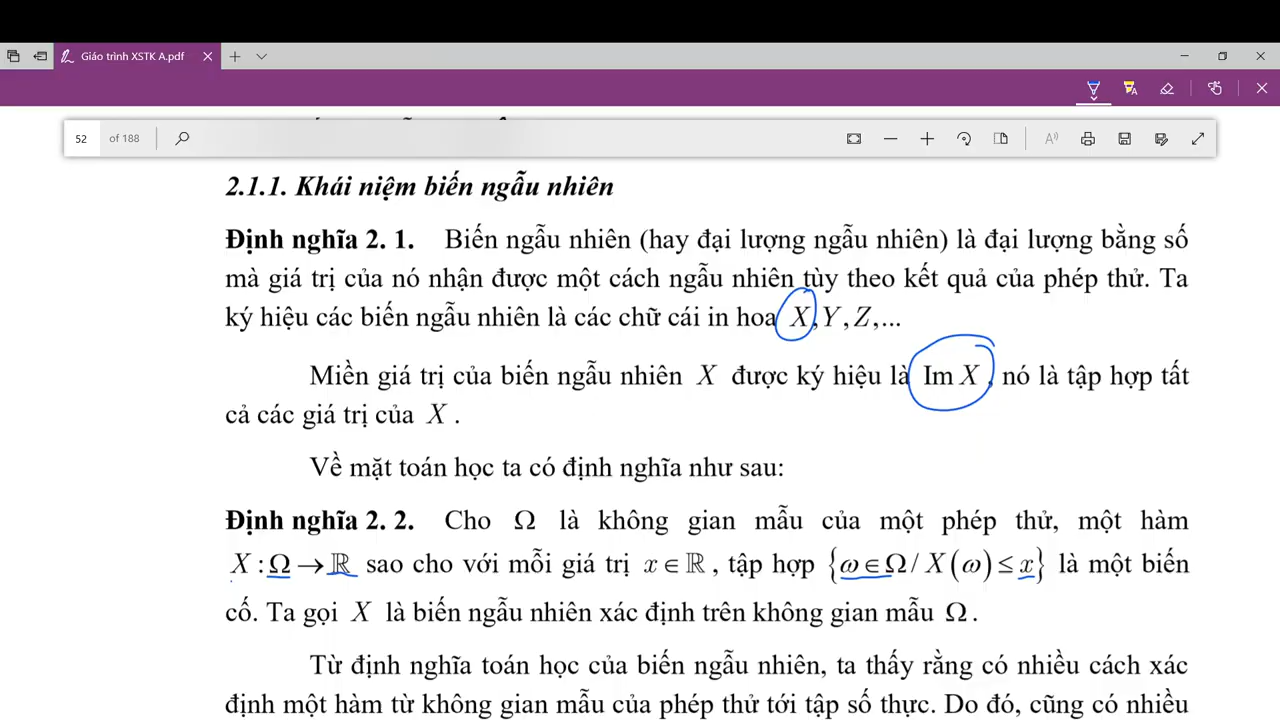 Giáo trình XSTK A.pdf
52 of 188
2.1.1. Khái niệm biến ngẫu nhiên
Định nghĩa 2. 1. Biến ngẫu nhiên (hay đại lượng ngẫu nhiên) là đại lượng bằng số
mà giá trị của nó nhận được một cách ngẫu nhiên tùy theo kết quả của phép thử. Ta
ký hiệu các biến ngẫu nhiên là các chữ cái in hoa X, Y, Z,...
Miền giá trị của biến ngẫu nhiên X được ký hiệu là Im X, nó là tập hợp tất
cả các giá trị của X.
Về mặt toán học ta có định nghĩa như sau:
Định nghĩa 2. 2. Cho Ω là không gian mẫu của một phép thử, một hàm
X : Ω → ℝ sao cho với mỗi giá trị x ∈ ℝ, tập hợp {ω ∈ Ω / X(ω) ≤ x} là một biến
cố. Ta gọi X là biến ngẫu nhiên xác định trên không gian mẫu Ω.
Từ định nghĩa toán học của biến ngẫu nhiên, ta thấy rằng có nhiều cách xác
định một hàm từ không gian mẫu của phép thử tới tập số thực. Do đó, cũng có nhiều